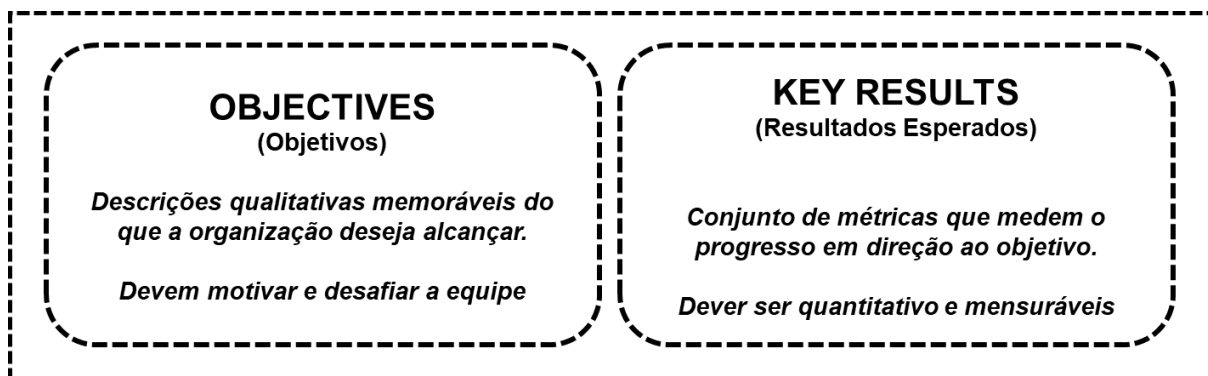 OBJECTIVES
(Objetivos)
Descrições qualitativas memoráveis do
que a organização deseja alcançar.
Devem motivar e desafiar a equipe
KEY RESULTS
(Resultados Esperados)
Conjunto de métricas que medem o
progresso em direção ao objetivo.
Dever ser quantitativo e mensuráveis